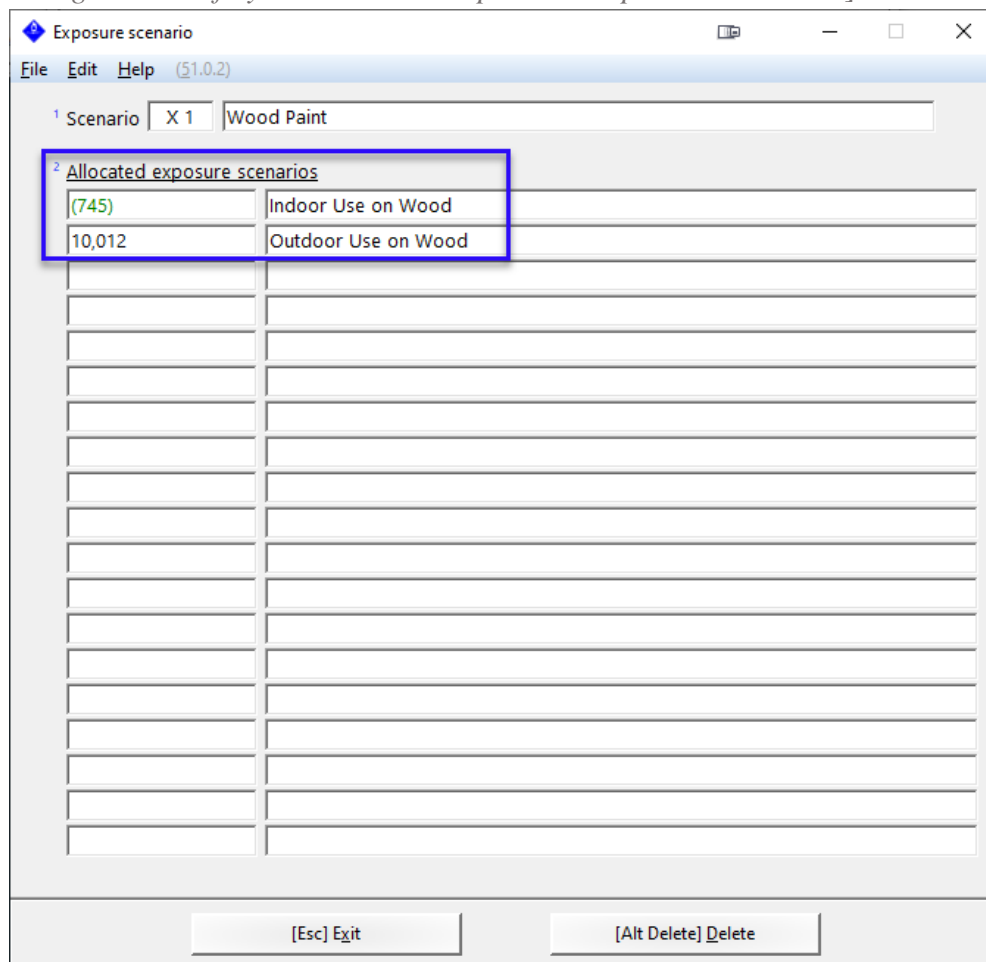 Exposure scenario
File Edit Help (51.0.2)
1 Scenario X 1 Wood Paint
2 Allocated exposure scenarios
(745) Indoor Use on Wood
10,012 Outdoor Use on Wood
[Esc] Exit [Alt Delete] Delete